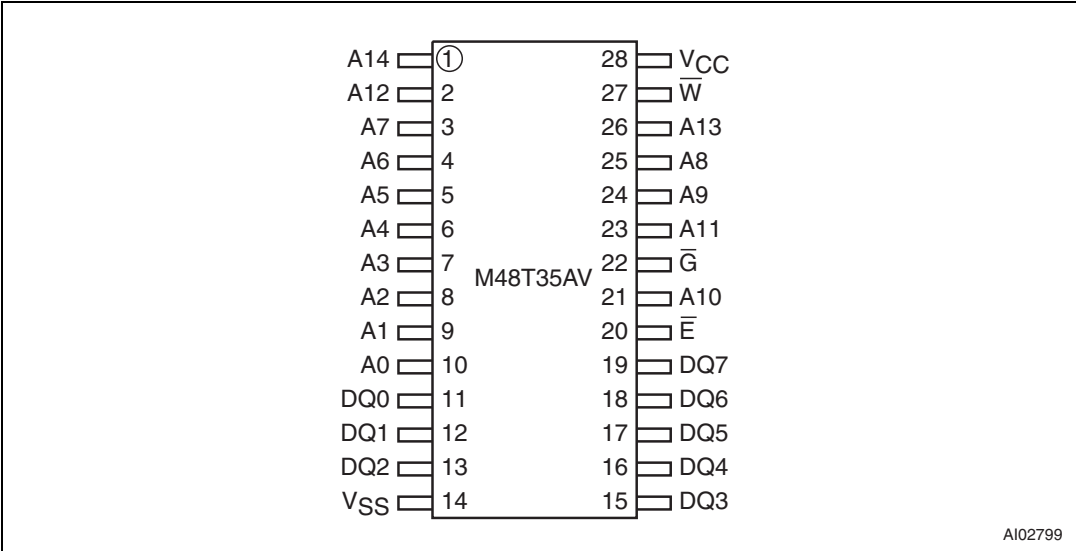 A14 1 28 VCC
A12 2 27 W̅
A7 3 26 A13
A6 4 25 A8
A5 5 24 A9
A4 6 23 A11
A3 7 22 G̅
M48T35AV
A2 8 21 A10
A1 9 20 E̅
A0 10 19 DQ7
DQ0 11 18 DQ6
DQ1 12 17 DQ5
DQ2 13 16 DQ4
VSS 14 15 DQ3
AI02799